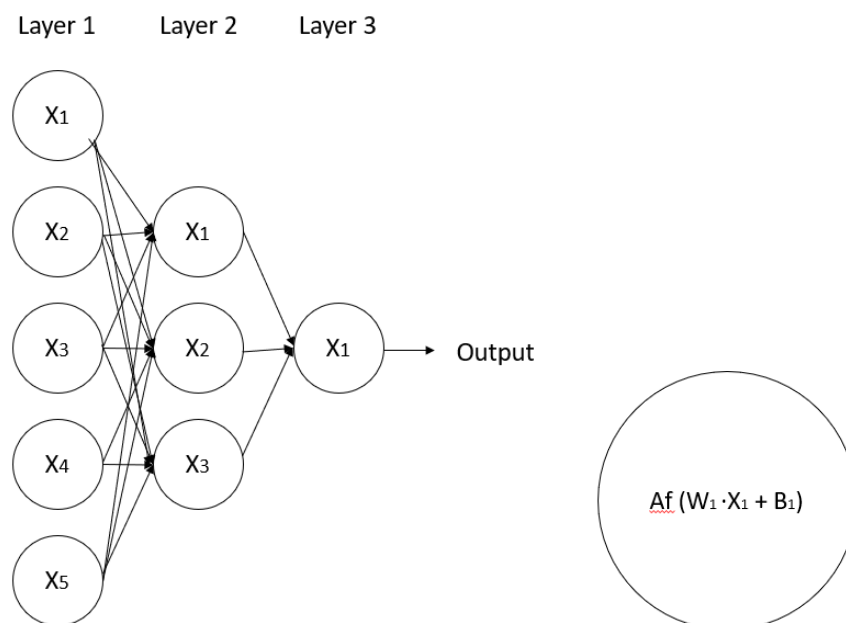 Layer 1 Layer 2 Layer 3
X1
X2 X1
X3 X2 X1 Output
X4 X3
Af (W1 ·X1 + B1)
X5